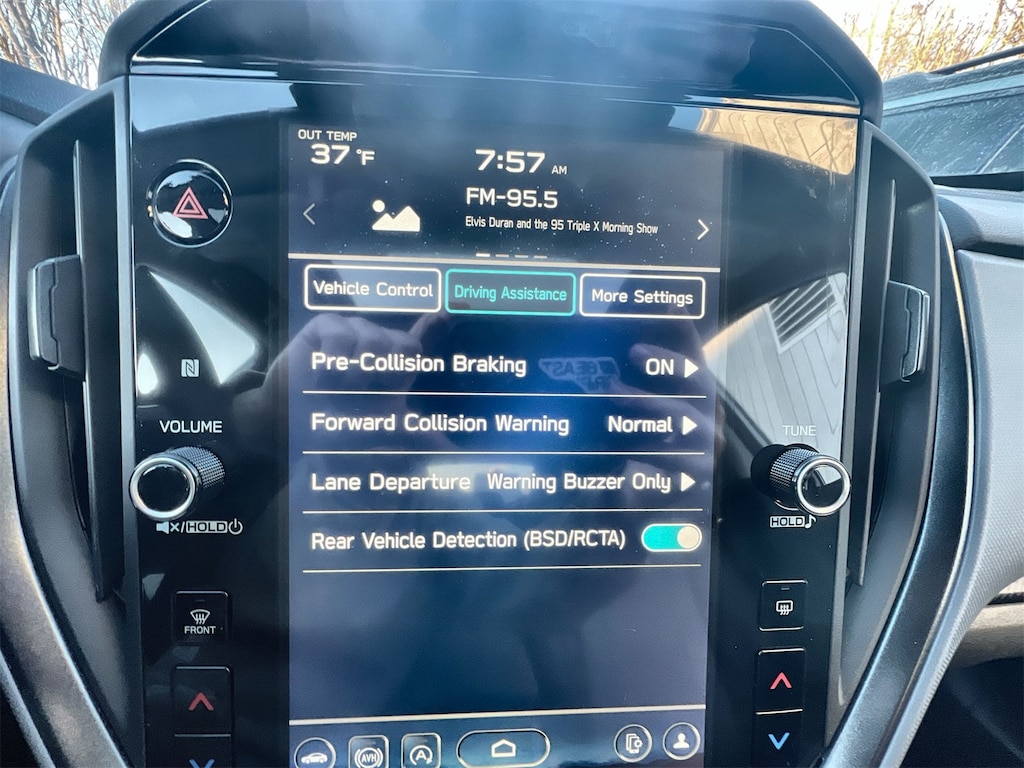 OUT TEMP
37 °F
7:57 AM
FM-95.5
Elvis Duran and the 95 Triple X Morning Show
Vehicle Control
Driving Assistance
More Settings
Pre-Collision Braking ON
Forward Collision Warning Normal
Lane Departure Warning Buzzer Only
Rear Vehicle Detection (BSD/RCTA)
VOLUME
TUNE
/HOLD
HOLD
FRONT
AVH
A